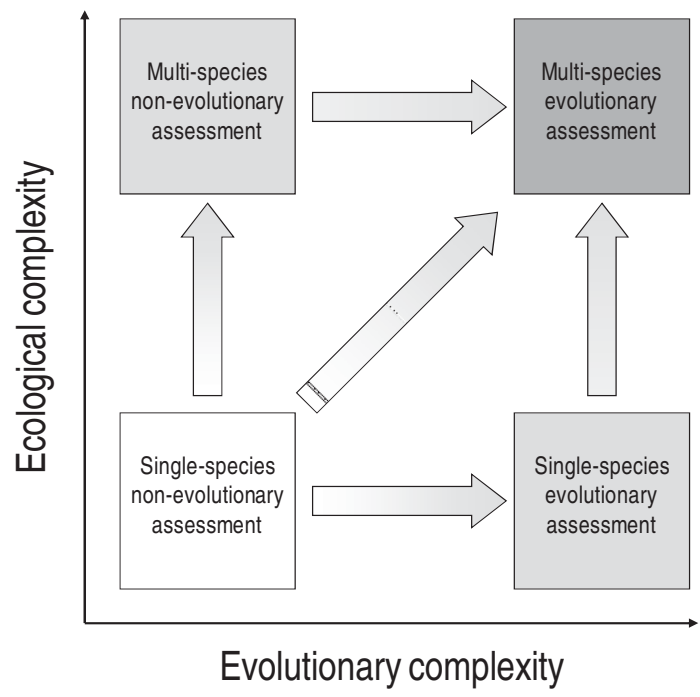 Multi-species
non-evolutionary
assessment
Multi-species
evolutionary
assessment
Ecological complexity
Single-species
non-evolutionary
assessment
Single-species
evolutionary
assessment
Evolutionary complexity